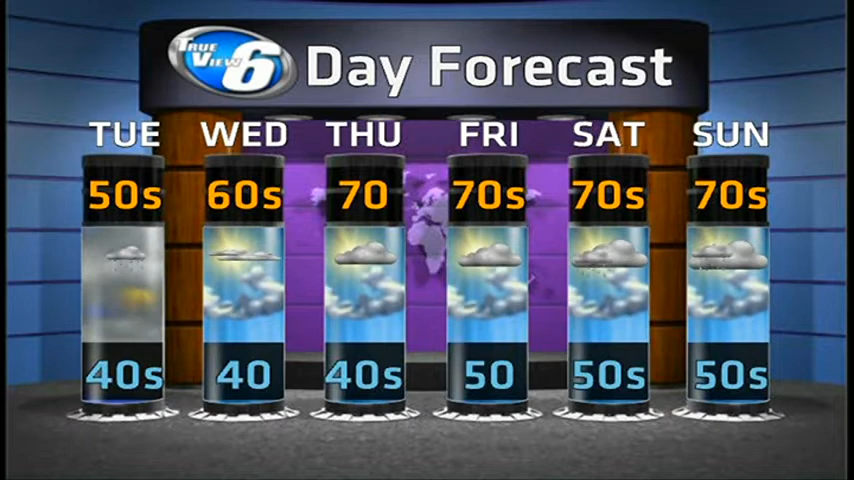 TRUE
VIEW 6 Day Forecast
TUE WED THU FRI SAT SUN
50s 60s 70 70s 70s 70s
40s 40 40s 50 50s 50s